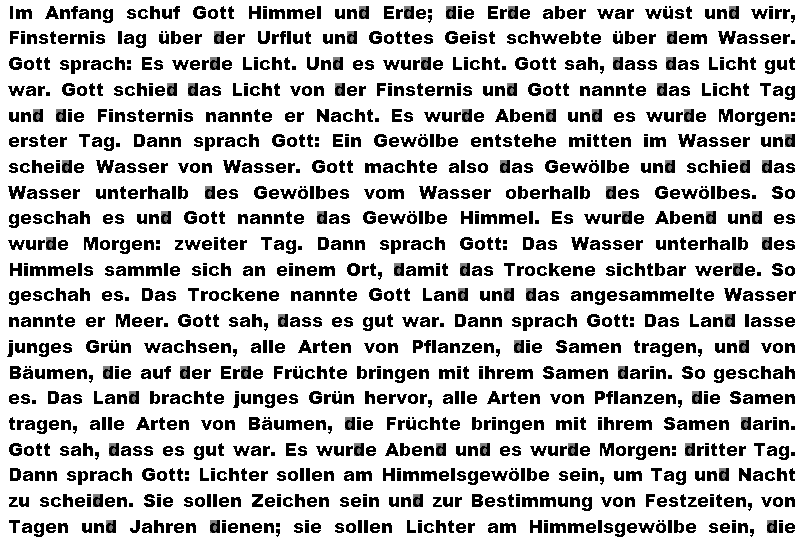 Im Anfang schuf Gott Himmel und Erde; die Erde aber war wüst und wirr,
Finsternis lag über der Urflut und Gottes Geist schwebte über dem Wasser.
Gott sprach: Es werde Licht. Und es wurde Licht. Gott sah, dass das Licht gut
war. Gott schied das Licht von der Finsternis und Gott nannte das Licht Tag
und die Finsternis nannte er Nacht. Es wurde Abend und es wurde Morgen:
erster Tag. Dann sprach Gott: Ein Gewölbe entstehe mitten im Wasser und
scheide Wasser von Wasser. Gott machte also das Gewölbe und schied das
Wasser unterhalb des Gewölbes vom Wasser oberhalb des Gewölbes. So
geschah es und Gott nannte das Gewölbe Himmel. Es wurde Abend und es
wurde Morgen: zweiter Tag. Dann sprach Gott: Das Wasser unterhalb des
Himmels sammle sich an einem Ort, damit das Trockene sichtbar werde. So
geschah es. Das Trockene nannte Gott Land und das angesammelte Wasser
nannte er Meer. Gott sah, dass es gut war. Dann sprach Gott: Das Land lasse
junges Grün wachsen, alle Arten von Pflanzen, die Samen tragen, und von
Bäumen, die auf der Erde Früchte bringen mit ihrem Samen darin. So geschah
es. Das Land brachte junges Grün hervor, alle Arten von Pflanzen, die Samen
tragen, alle Arten von Bäumen, die Früchte bringen mit ihrem Samen darin.
Gott sah, dass es gut war. Es wurde Abend und es wurde Morgen: dritter Tag.
Dann sprach Gott: Lichter sollen am Himmelsgewölbe sein, um Tag und Nacht
zu scheiden. Sie sollen Zeichen sein und zur Bestimmung von Festzeiten, von
Tagen und Jahren dienen; sie sollen Lichter am Himmelsgewölbe sein, die